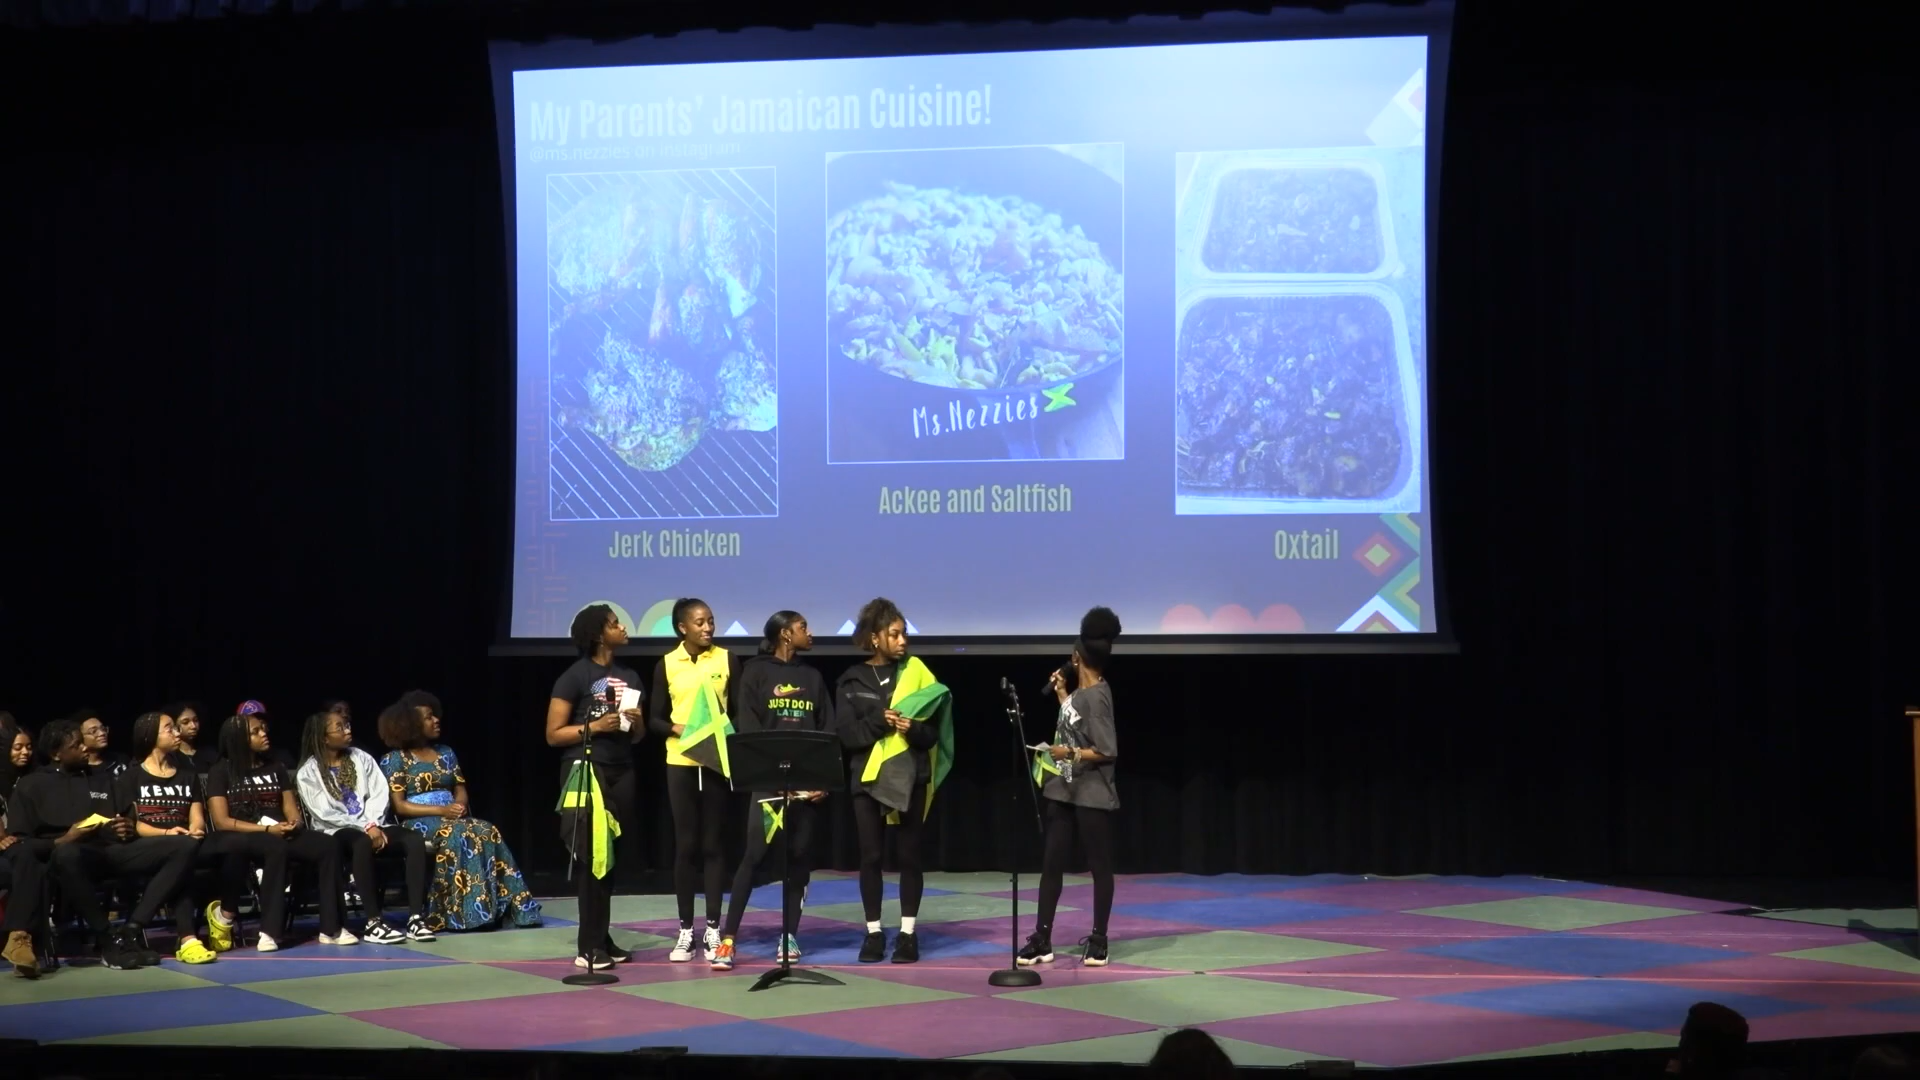 My Parents' Jamaican Cuisine!
@ms.nezzies on Instagram
Ms.Nezzies
Jerk Chicken
Ackee and Saltfish
Oxtail
JUST DO IT
LATER
KENYA